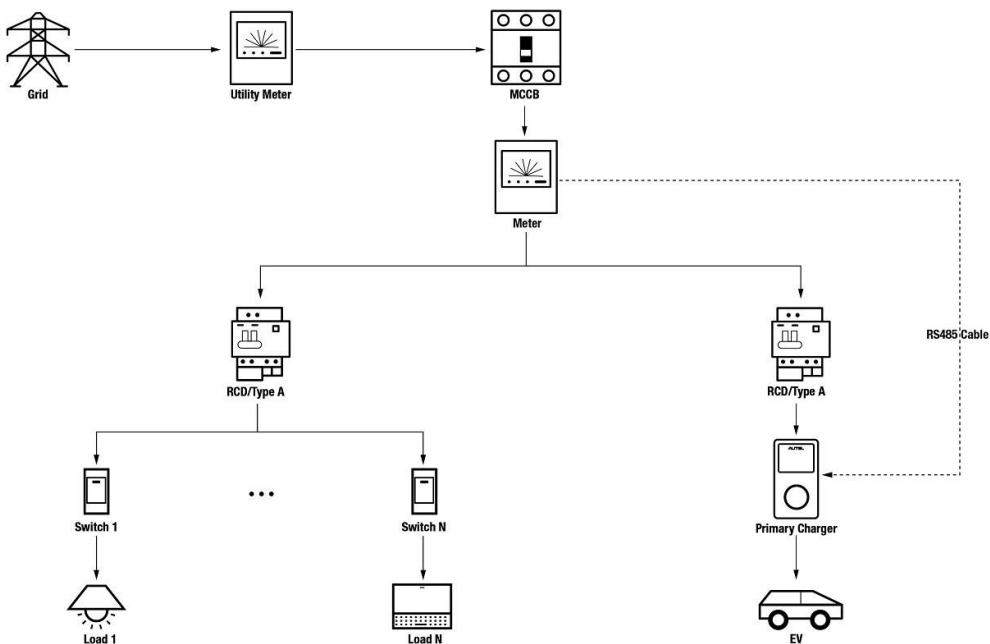 Grid
Utility Meter
MCCB
Meter
RCD/Type A
RCD/Type A
RS485 Cable
AUTEL
Switch 1
Switch N
Primary Charger
Load 1
Load N
EV